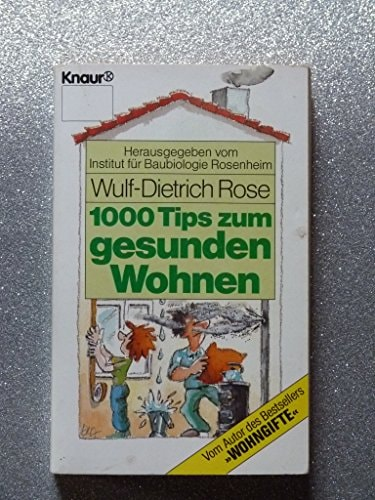 Knaur®
Herausgegeben vom
Institut für Baubiologie Rosenheim
Wulf-Dietrich Rose
1000 Tips zum
gesunden
Wohnen
Vom Autor des Bestsellers
»WOHNGIFTE«